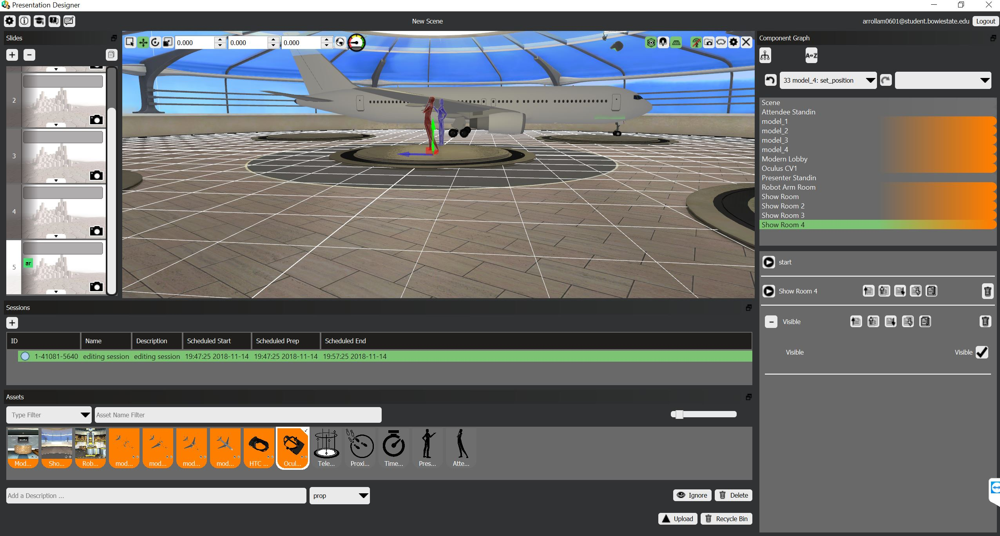 Presentation Designer
New Scene
arrollam0601@student.bowiestate.edu Logout
Slides
0.000 0.000 0.000
2
3
4
5
ar
Component Graph
A↔Z
33 model_4: set_position
Scene
Attendee Standin
model_1
model_2
model_3
model_4
Modern Lobby
Oculus CV1
Presenter Standin
Robot Arm Room
Show Room
Show Room 2
Show Room 3
Show Room 4
start
Show Room 4
Visible
Visible Visible
Sessions
ID Name Description Scheduled Start Scheduled Prep Scheduled End
1-41081-5640 editing session editing session 19:47:25 2018-11-14 19:47:25 2018-11-14 19:57:25 2018-11-14
Assets
Type Filter Asset Name Filter
Mod... Sho... Rob... mod... mod... mod... mod... HTC ... Ocul... Tele... Proxi... Time... Pres... Atte...
Add a Description ... prop Ignore Delete
Upload Recycle Bin